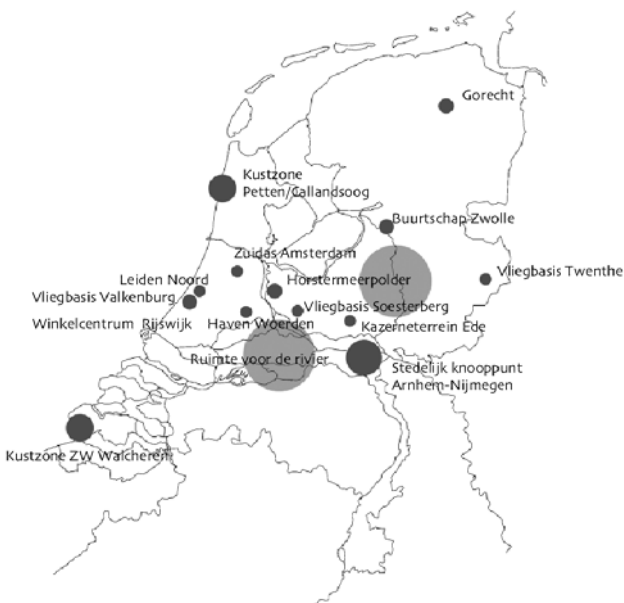 Gorecht
Kustzone
Petten/Callandsoog
Buurtschap Zwolle
Zuidas Amsterdam
Vliegbasis Twenthe
Leiden Noord
Horstermeerpolder
Vliegbasis Valkenburg
Vliegbasis Soesterberg
Winkelcentrum Rijswijk
Haven Woerden
Kazerneterrein Ede
Ruimte voor de rivier
Stedelijk knooppunt
Arnhem-Nijmegen
Kustzone ZW Walcheren